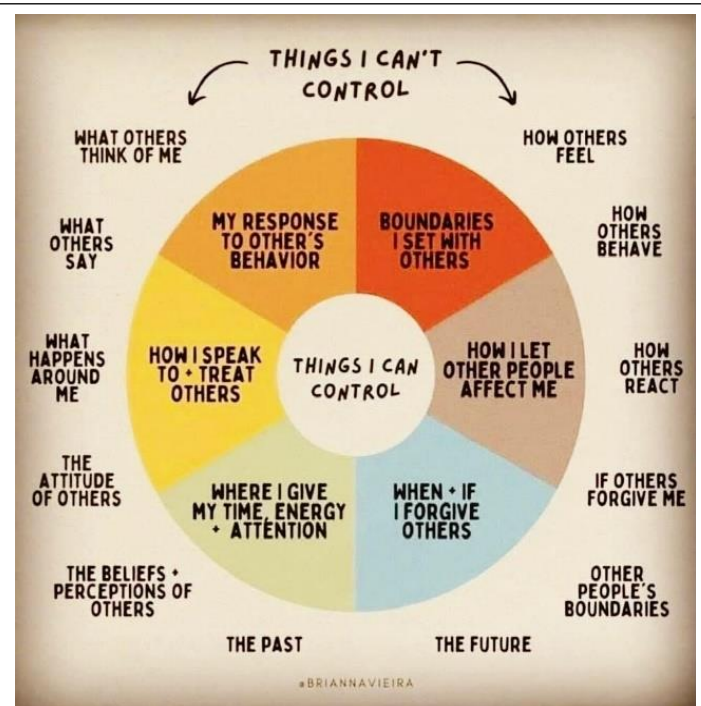 THINGS I CAN'T
CONTROL
WHAT OTHERS
THINK OF ME
HOW OTHERS
FEEL
WHAT
OTHERS
SAY
MY RESPONSE
TO OTHER'S
BEHAVIOR
BOUNDARIES
I SET WITH
OTHERS
HOW
OTHERS
BEHAVE
WHAT
HAPPENS
AROUND
ME
HOW I SPEAK
TO + TREAT
OTHERS
THINGS I CAN
CONTROL
HOW I LET
OTHER PEOPLE
AFFECT ME
HOW
OTHERS
REACT
THE
ATTITUDE
OF OTHERS
WHERE I GIVE
MY TIME, ENERGY
+ ATTENTION
WHEN + IF
I FORGIVE
OTHERS
IF OTHERS
FORGIVE ME
THE BELIEFS +
PERCEPTIONS OF
OTHERS
OTHER
PEOPLE'S
BOUNDARIES
THE PAST
THE FUTURE
@BRIANNAVIEIRA